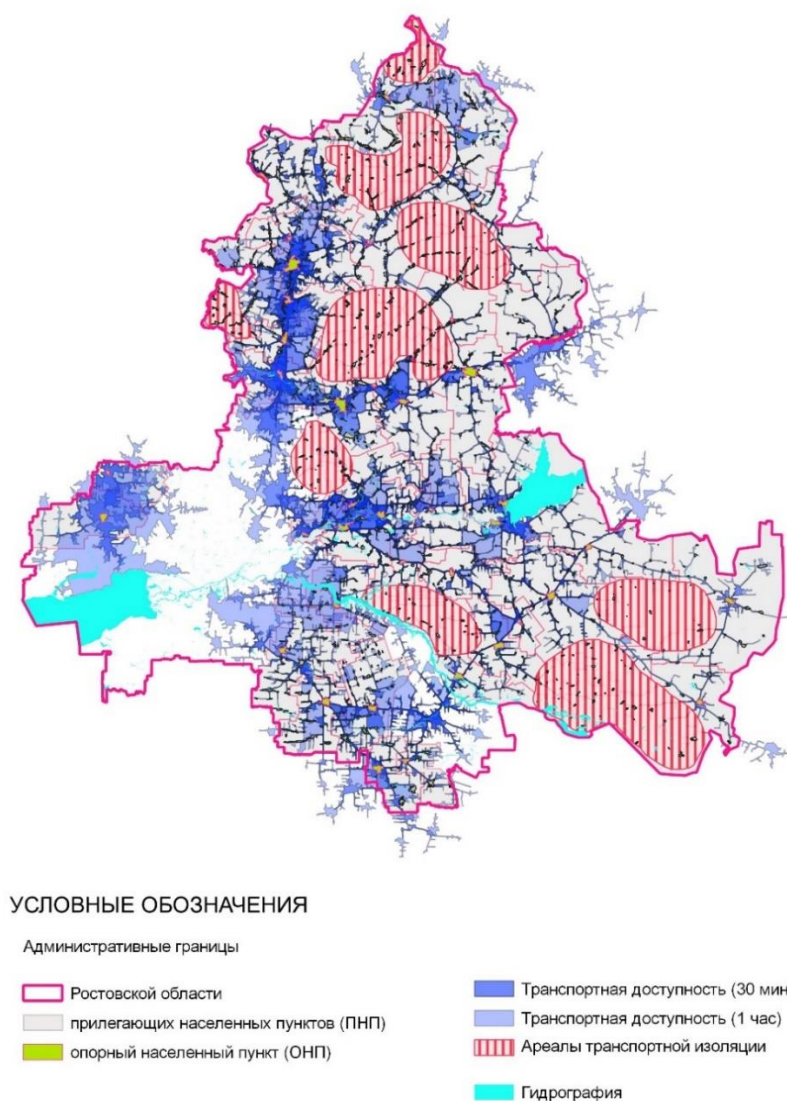 УСЛОВНЫЕ ОБОЗНАЧЕНИЯ
Административные границы
Ростовской области
прилегающих населенных пунктов (ПНП)
опорный населенный пункт (ОНП)
Транспортная доступность (30 мин
Транспортная доступность (1 час)
Ареалы транспортной изоляции
Гидрография